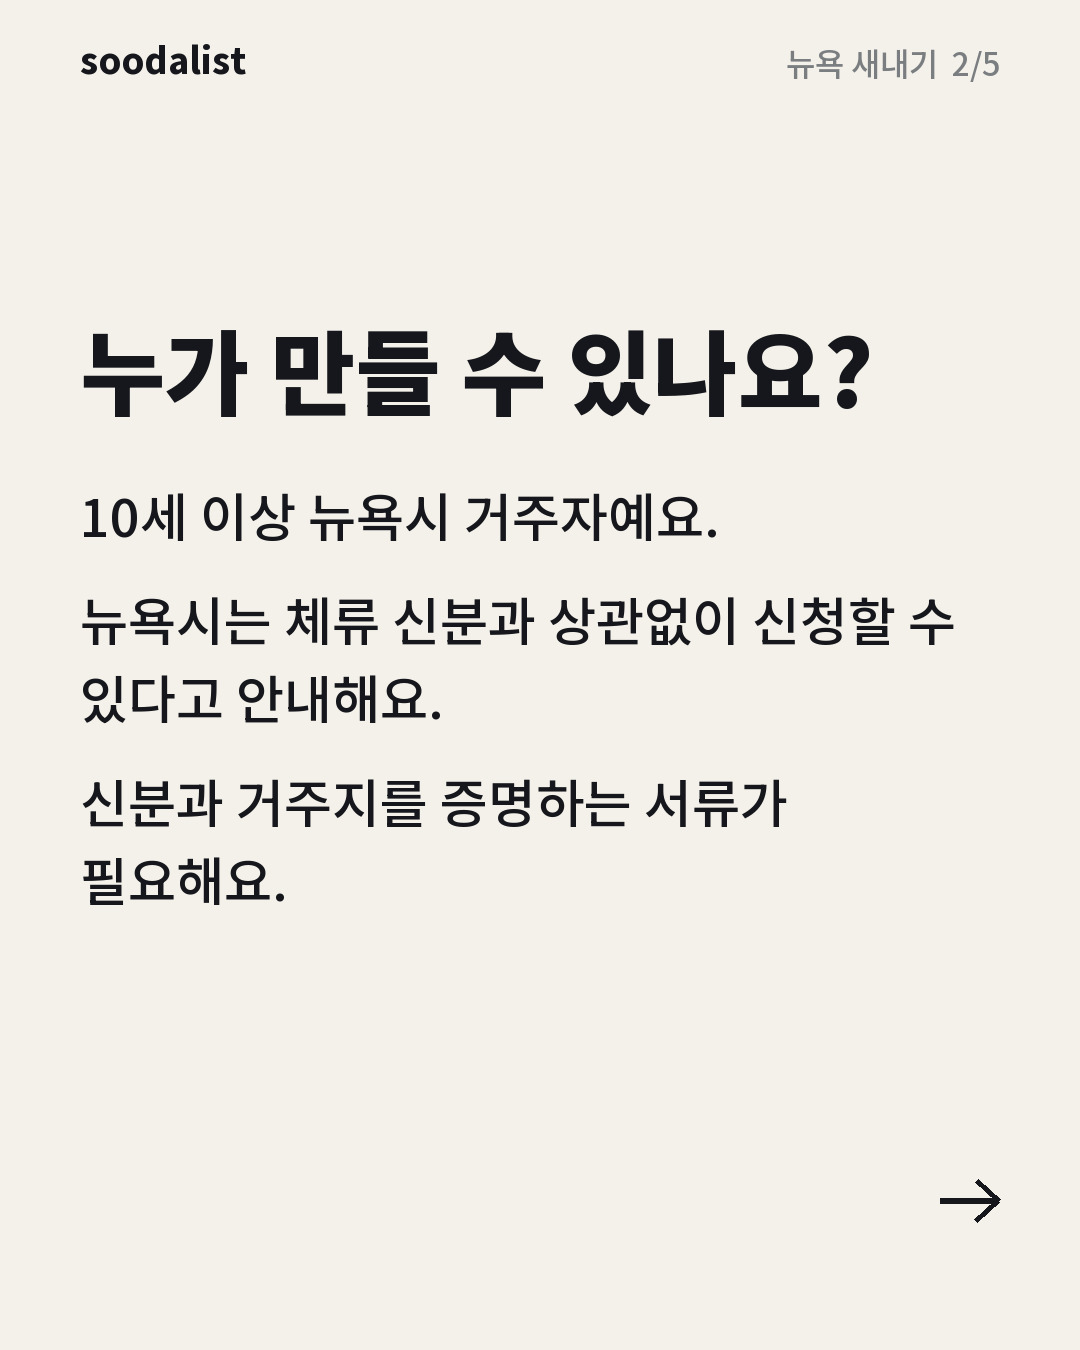 soodalist
뉴욕 새내기 2/5
누가 만들 수 있나요?
10세 이상 뉴욕시 거주자예요.
뉴욕시는 체류 신분과 상관없이 신청할 수
있다고 안내해요.
신분과 거주지를 증명하는 서류가
필요해요.